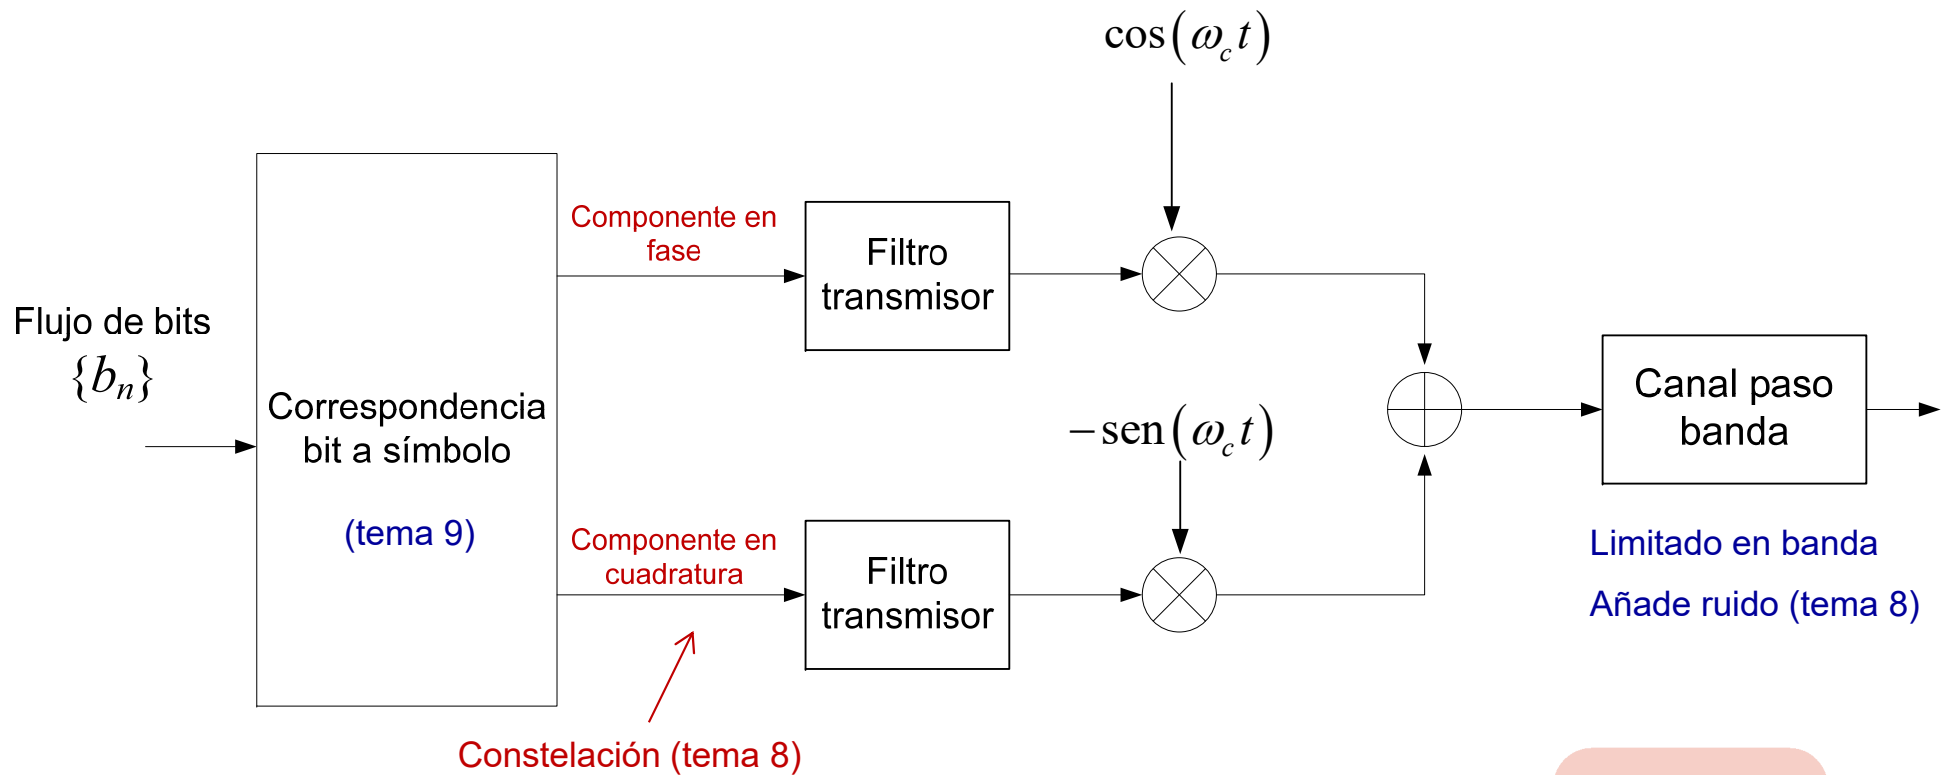 cos(ω_c t)
Componente en
fase
Filtro
transmisor
Flujo de bits
{b_n}
Correspondencia
bit a símbolo
(tema 9)
−sen(ω_c t)
Canal paso
banda
Componente en
cuadratura
Filtro
transmisor
Limitado en banda
Añade ruido (tema 8)
Constelación (tema 8)